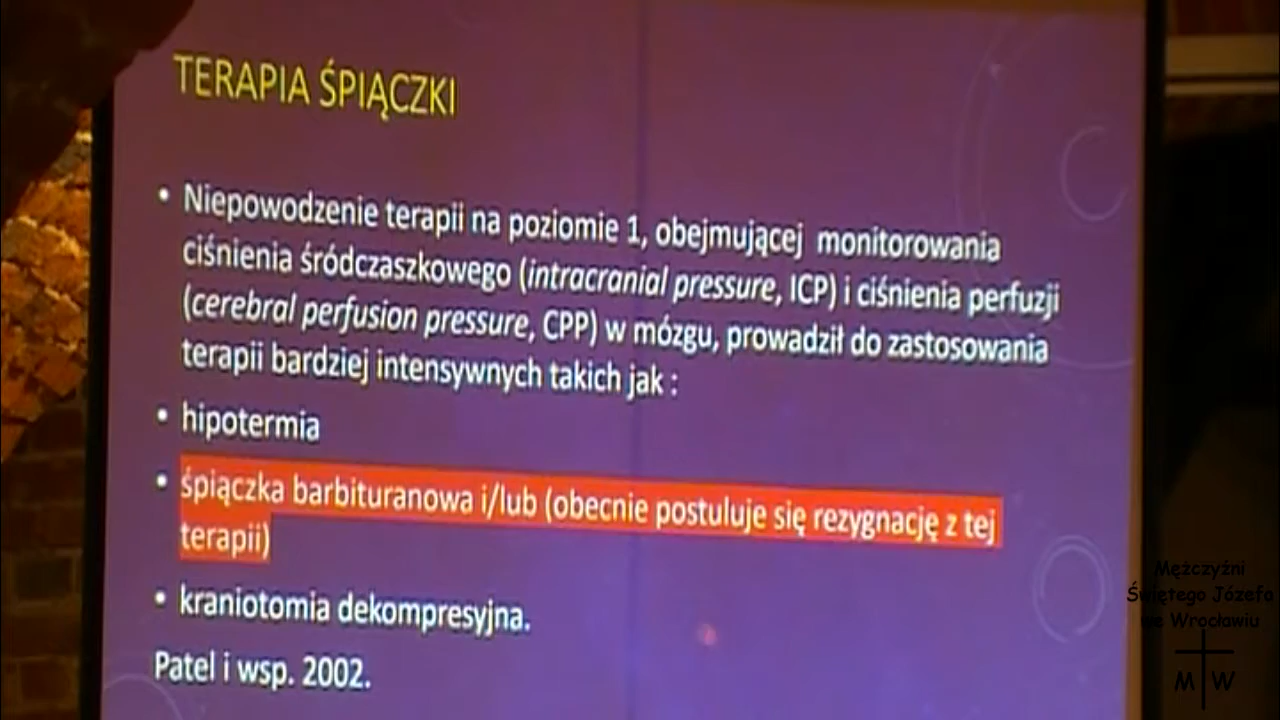 TERAPIA ŚPIĄCZKI
• Niepowodzenie terapii na poziomie 1, obejmującej monitorowania
ciśnienia śródczaszkowego (intracranial pressure, ICP) i ciśnienia perfuzji
(cerebral perfusion pressure, CPP) w mózgu, prowadził do zastosowania
terapii bardziej intensywnych takich jak :
• hipotermia
• śpiączka barbituranowa i/lub (obecnie postuluje się rezygnację z tej
terapii)
• kraniotomia dekompresyjna.
Patel i wsp. 2002.
Mężczyźni
Świętego Józefa
we Wrocławiu
M W